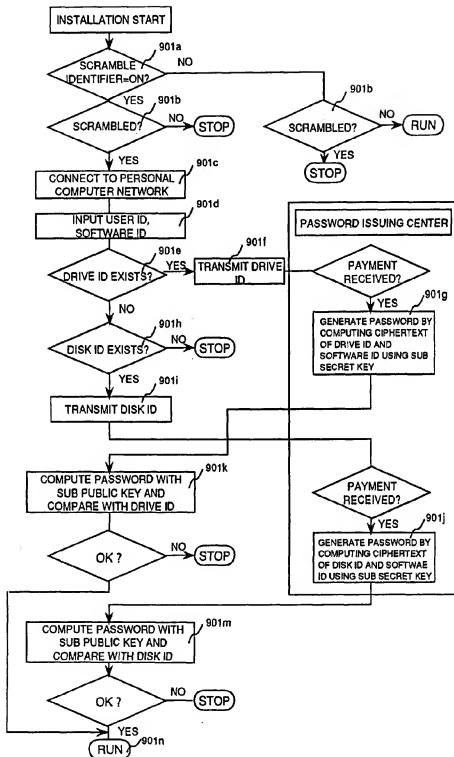 INSTALLATION START
901a
SCRAMBLE
IDENTIFIER=ON?
NO
YES
901b
SCRAMBLED?
NO
STOP
YES
901b
SCRAMBLED?
NO
RUN
YES
STOP
901c
CONNECT TO PERSONAL
COMPUTER NETWORK
901d
INPUT USER ID,
SOFTWARE ID
901e
DRIVE ID EXISTS?
YES
NO
901f
TRANSMIT DRIVE
ID
PASSWORD ISSUING CENTER
PAYMENT
RECEIVED?
YES
901g
GENERATE PASSWORD BY
COMPUTING CIPHERTEXT
OF DRIVE ID AND
SOFTWARE ID USING SUB
SECRET KEY
901h
DISK ID EXISTS?
NO
STOP
YES
901i
TRANSMIT DISK ID
901k
COMPUTE PASSWORD WITH
SUB PUBLIC KEY AND
COMPARE WITH DRIVE ID
PAYMENT
RECEIVED?
YES
901j
GENERATE PASSWORD BY
COMPUTING CIPHERTEXT
OF DISK ID AND SOFTWAE
ID USING SUB SECRET KEY
OK ?
NO
STOP
901m
COMPUTE PASSWORD WITH
SUB PUBLIC KEY AND
COMPARE WITH DISK ID
OK ?
NO
STOP
YES
RUN
901n